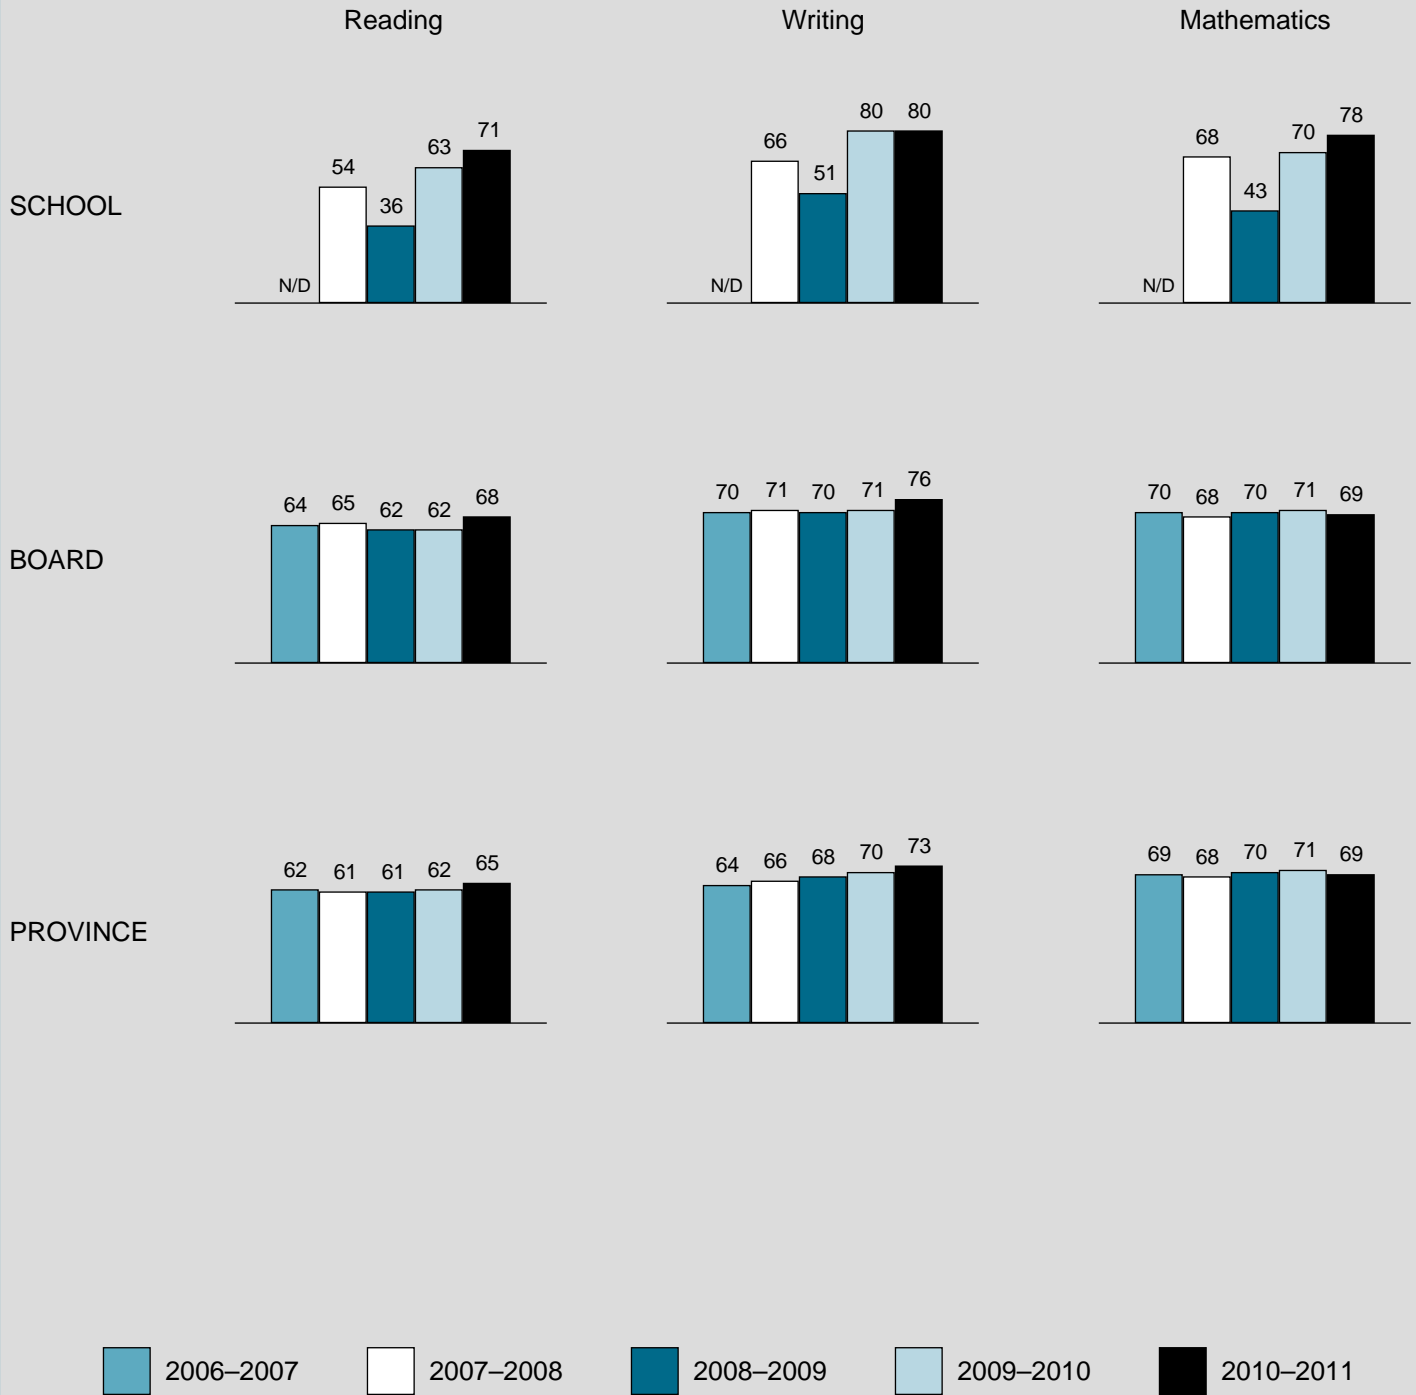 Reading Writing Mathematics
SCHOOL
N/D 54 36 63 71
N/D 66 51 80 80
N/D 68 43 70 78
BOARD
64 65 62 62 68
70 71 70 71 76
70 68 70 71 69
PROVINCE
62 61 61 62 65
64 66 68 70 73
69 68 70 71 69
2006–2007 2007–2008 2008–2009 2009–2010 2010–2011